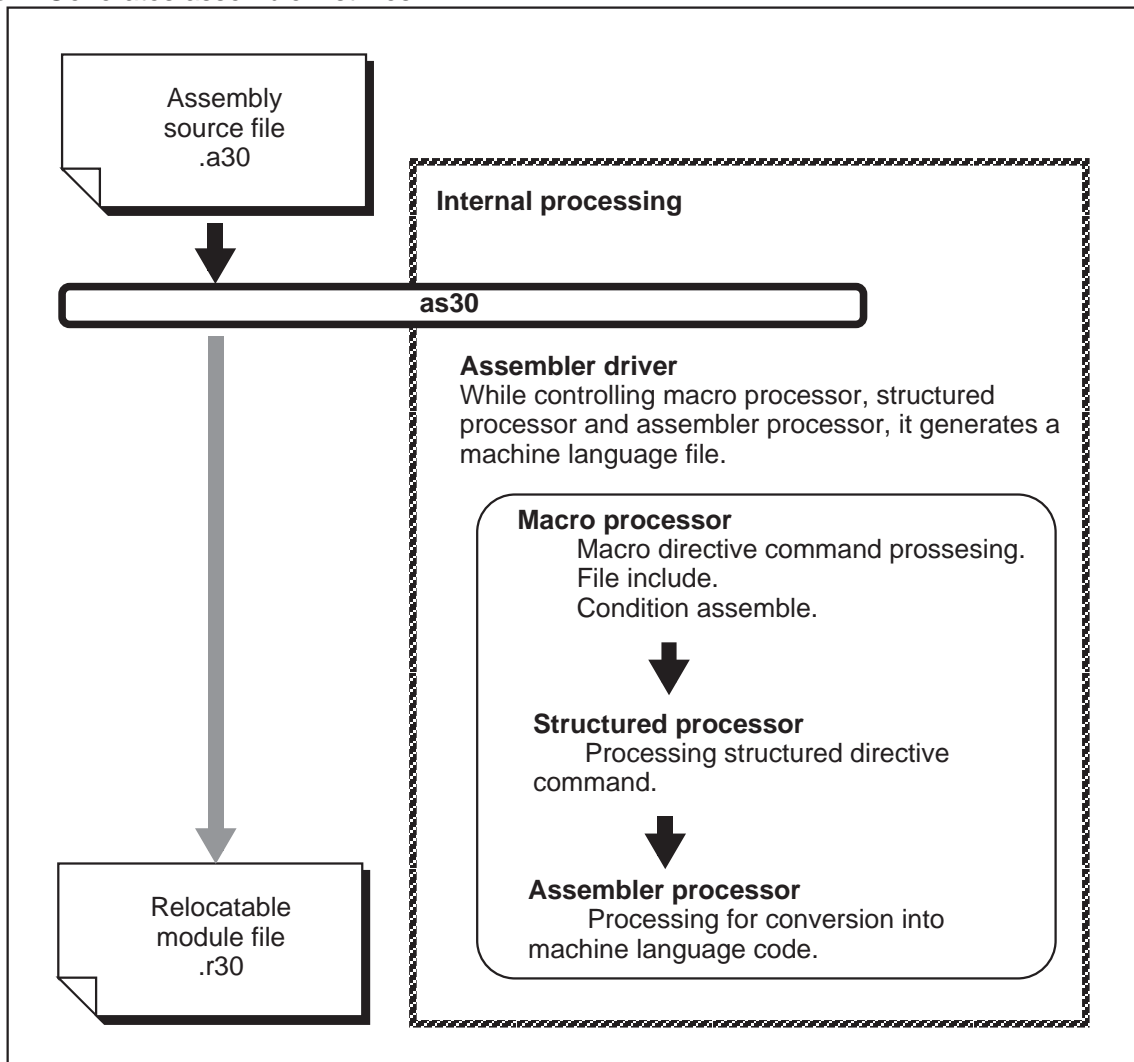 Assembly
source file
.a30
Internal processing
as30
Assembler driver
While controlling macro processor, structured
processor and assembler processor, it generates a
machine language file.
Macro processor
Macro directive command prossesing.
File include.
Condition assemble.
Structured processor
Processing structured directive
command.
Assembler processor
Processing for conversion into
machine language code.
Relocatable
module file
.r30